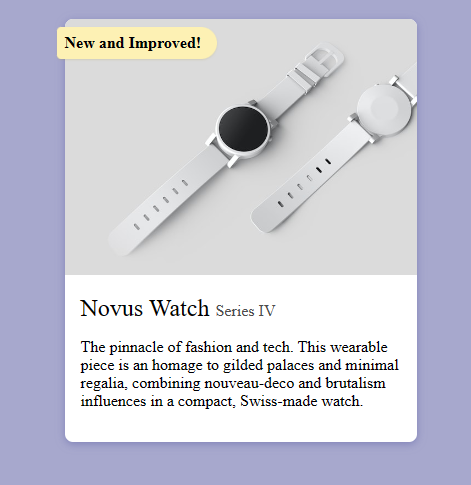 New and Improved!
Novus Watch Series IV
The pinnacle of fashion and tech. This wearable
piece is an homage to gilded palaces and minimal
regalia, combining nouveau-deco and brutalism
influences in a compact, Swiss-made watch.